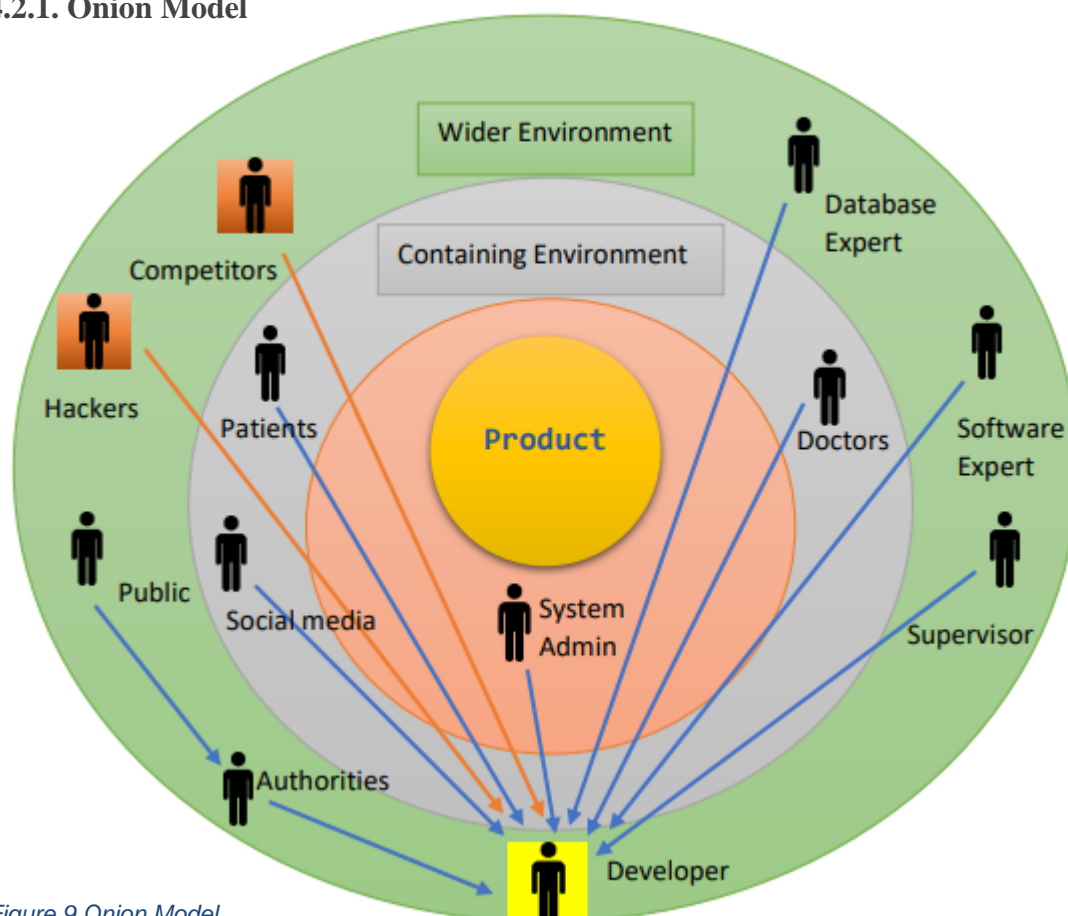 4.2.1. Onion Model
Wider Environment
Database
Expert
Containing Environment
Competitors
Hackers
Patients
Product
Doctors
Software
Expert
Public
Social media
System
Admin
Supervisor
Authorities
Developer
Figure 9 Onion Model